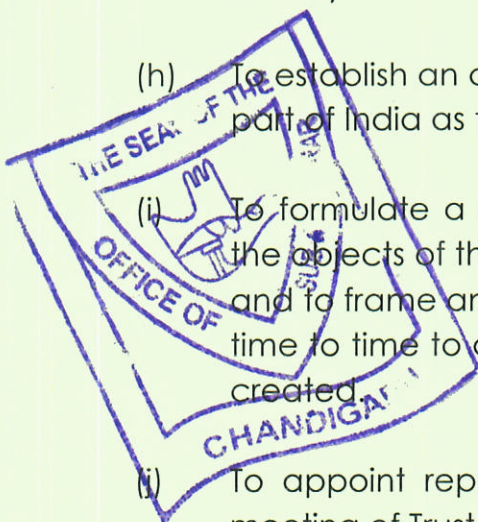 (h) To establish an
part of India as
(i) To formulate a
the objects of th
and to frame an
time to time to
created.
(j) To appoint rep
meeting of Trust
THE SEAL OF THE
OFFICE OF
CHANDIGA